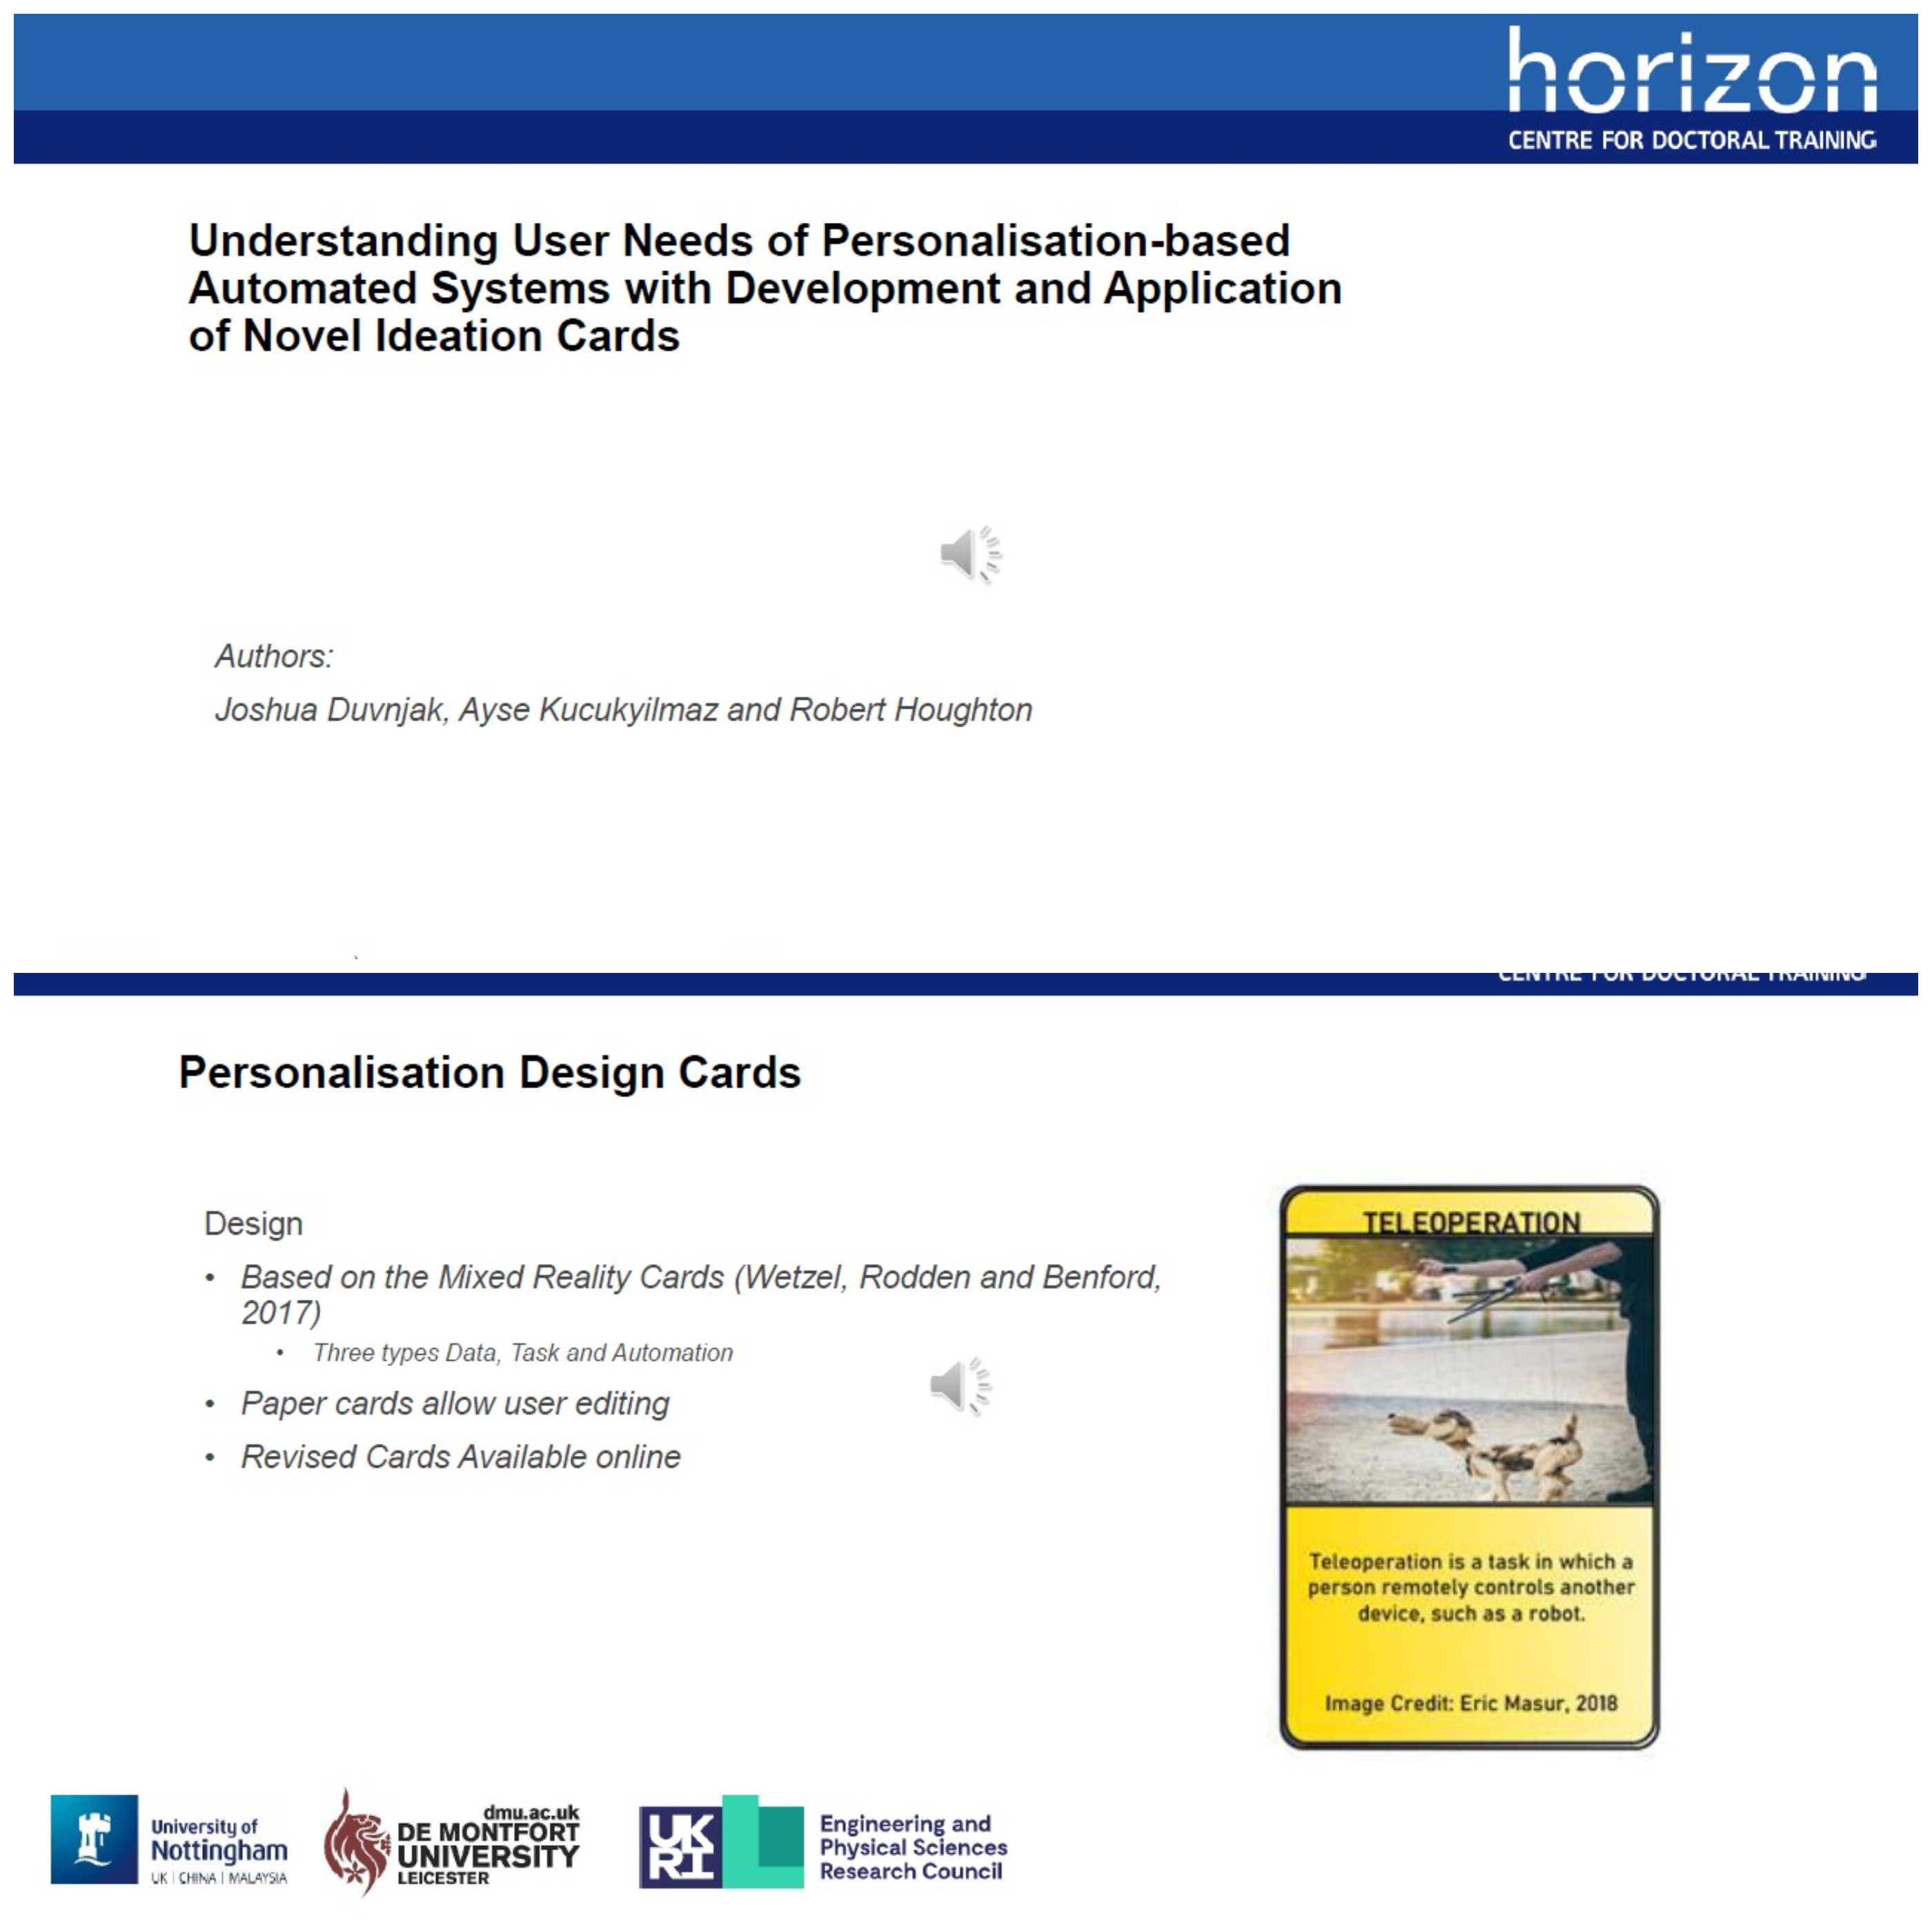 horizon
CENTRE FOR DOCTORAL TRAINING
Understanding User Needs of Personalisation-based
Automated Systems with Development and Application
of Novel Ideation Cards
Authors:
Joshua Duvnjak, Ayse Kucukyilmaz and Robert Houghton
CENTRE FOR DOCTORAL TRAINING
Personalisation Design Cards
Design
• Based on the Mixed Reality Cards (Wetzel, Rodden and Benford,
2017)
• Three types Data, Task and Automation
• Paper cards allow user editing
• Revised Cards Available online
TELEOPERATION
Teleoperation is a task in which a
person remotely controls another
device, such as a robot.
Image Credit: Eric Masur, 2018
University of
Nottingham
UK | CHINA | MALAYSIA
dmu.ac.uk
DE MONTFORT
UNIVERSITY
LEICESTER
UK
RI
Engineering and
Physical Sciences
Research Council